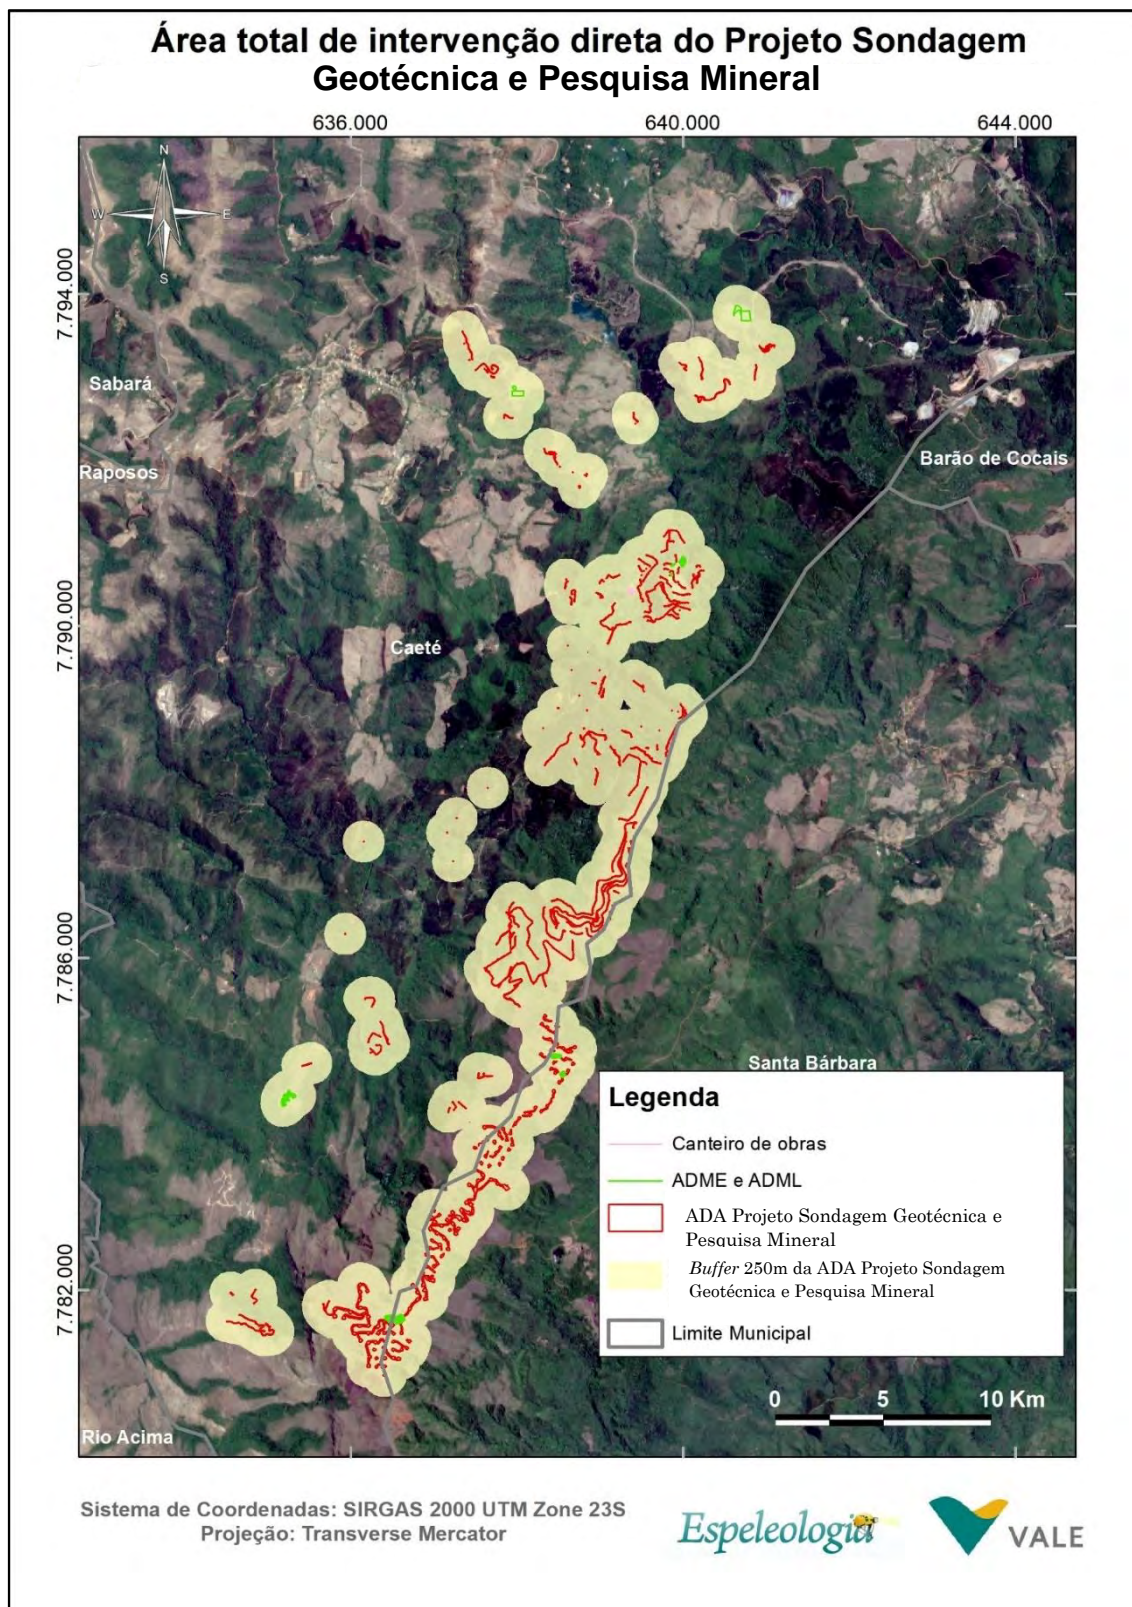 Área total de intervenção direta do Projeto Sondagem
Geotécnica e Pesquisa Mineral
636.000
640.000
644.000
N
W
E
S
7.794.000
Sabará
Raposos
Barão de Cocais
7.790.000
Caeté
7.786.000
Santa Bárbara
Legenda
Canteiro de obras
ADME e ADML
ADA Projeto Sondagem Geotécnica e
Pesquisa Mineral
Buffer 250m da ADA Projeto Sondagem
Geotécnica e Pesquisa Mineral
Limite Municipal
7.782.000
0 5 10 Km
Rio Acima
Sistema de Coordenadas: SIRGAS 2000 UTM Zone 23S
Projeção: Transverse Mercator
Espeleologia
VALE